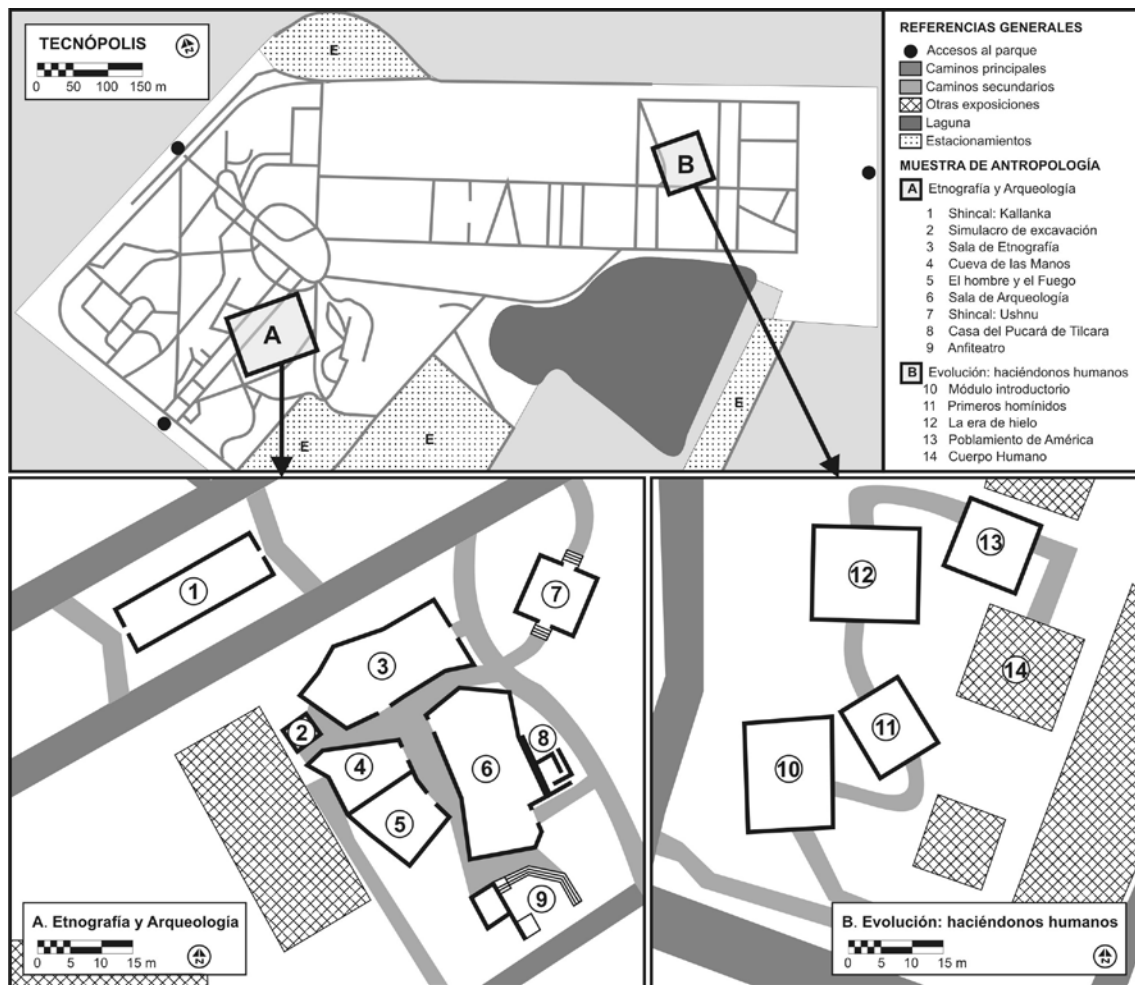 TECNÓPOLIS
N
0 50 100 150 m
E
E
E
E
A
B
REFERENCIAS GENERALES
Accesos al parque
Caminos principales
Caminos secundarios
Otras exposiciones
Laguna
Estacionamientos
MUESTRA DE ANTROPOLOGÍA
A Etnografía y Arqueología
1 Shincal: Kallanka
2 Simulacro de excavación
3 Sala de Etnografía
4 Cueva de las Manos
5 El hombre y el Fuego
6 Sala de Arqueología
7 Shincal: Ushnu
8 Casa del Pucará de Tilcara
9 Anfiteatro
B Evolución: haciéndonos humanos
10 Módulo introductorio
11 Primeros homínidos
12 La era de hielo
13 Poblamiento de América
14 Cuerpo Humano
1
2
3
4
5
6
7
8
9
A. Etnografía y Arqueología
0 5 10 15 m
N
10
11
12
13
14
B. Evolución: haciéndonos humanos
0 5 10 15 m
N